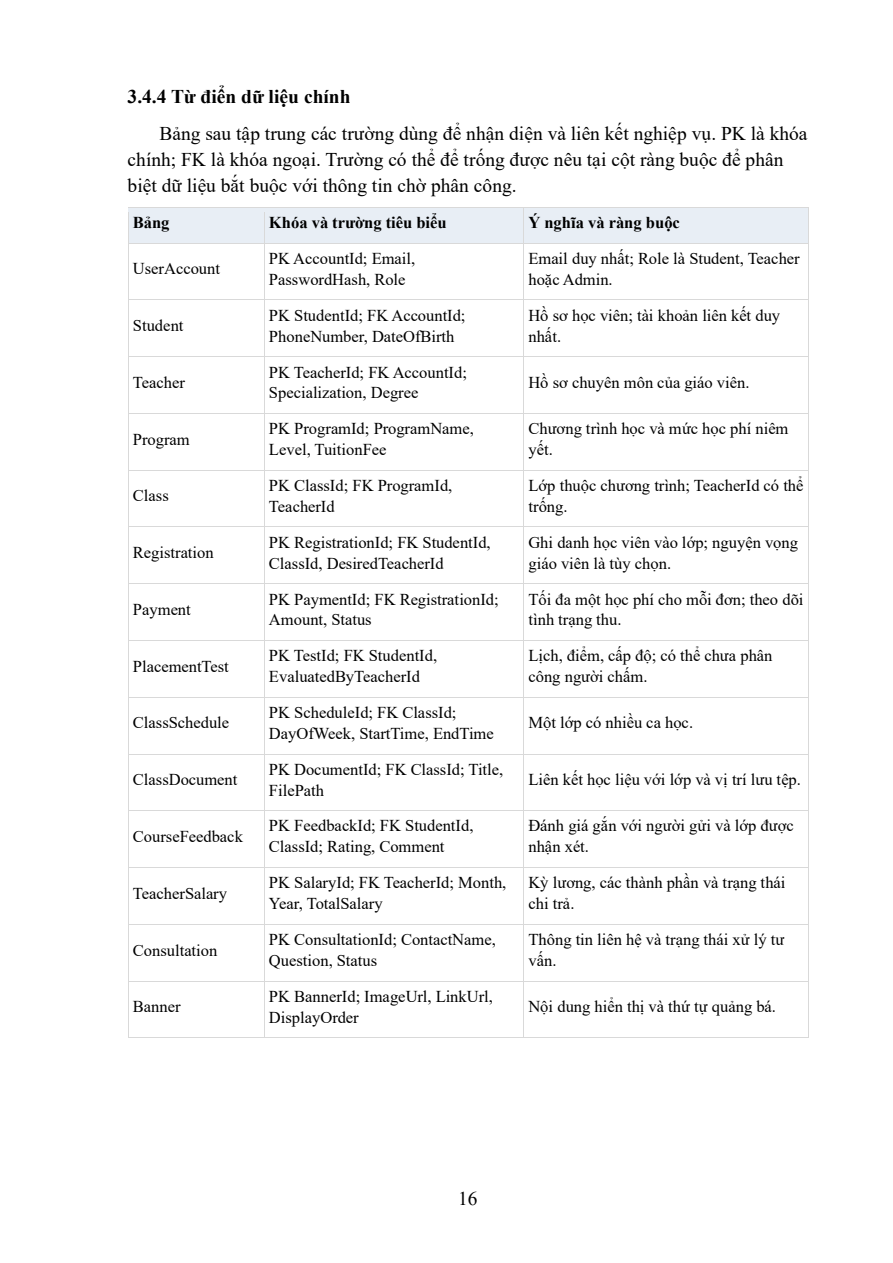 3.4.4 Từ điển dữ liệu chính
Bảng sau tập trung các trường dùng để nhận diện và liên kết nghiệp vụ. PK là khóa
chính; FK là khóa ngoại. Trường có thể để trống được nêu tại cột ràng buộc để phân
biệt dữ liệu bắt buộc với thông tin chờ phân công.
Bảng
Khóa và trường tiêu biểu
Ý nghĩa và ràng buộc
UserAccount
PK AccountId; Email,
PasswordHash, Role
Email duy nhất; Role là Student, Teacher
hoặc Admin.
Student
PK StudentId; FK AccountId;
PhoneNumber, DateOfBirth
Hồ sơ học viên; tài khoản liên kết duy
nhất.
Teacher
PK TeacherId; FK AccountId;
Specialization, Degree
Hồ sơ chuyên môn của giáo viên.
Program
PK ProgramId; ProgramName,
Level, TuitionFee
Chương trình học và mức học phí niêm
yết.
Class
PK ClassId; FK ProgramId,
TeacherId
Lớp thuộc chương trình; TeacherId có thể
trống.
Registration
PK RegistrationId; FK StudentId,
ClassId, DesiredTeacherId
Ghi danh học viên vào lớp; nguyện vọng
giáo viên là tùy chọn.
Payment
PK PaymentId; FK RegistrationId;
Amount, Status
Tối đa một học phí cho mỗi đơn; theo dõi
tình trạng thu.
PlacementTest
PK TestId; FK StudentId,
EvaluatedByTeacherId
Lịch, điểm, cấp độ; có thể chưa phân
công người chấm.
ClassSchedule
PK ScheduleId; FK ClassId;
DayOfWeek, StartTime, EndTime
Một lớp có nhiều ca học.
ClassDocument
PK DocumentId; FK ClassId; Title,
FilePath
Liên kết học liệu với lớp và vị trí lưu tệp.
CourseFeedback
PK FeedbackId; FK StudentId,
ClassId; Rating, Comment
Đánh giá gắn với người gửi và lớp được
nhận xét.
TeacherSalary
PK SalaryId; FK TeacherId; Month,
Year, TotalSalary
Kỳ lương, các thành phần và trạng thái
chi trả.
Consultation
PK ConsultationId; ContactName,
Question, Status
Thông tin liên hệ và trạng thái xử lý tư
vấn.
Banner
PK BannerId; ImageUrl, LinkUrl,
DisplayOrder
Nội dung hiển thị và thứ tự quảng bá.
16